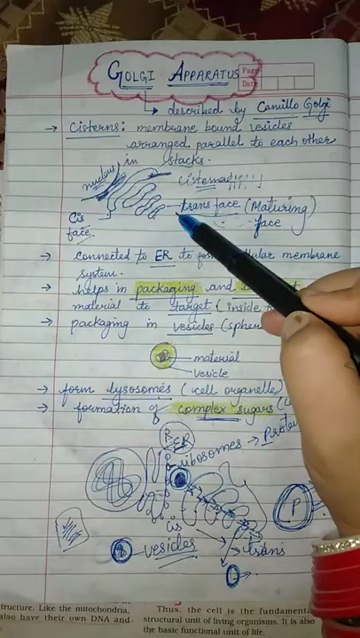 GOLGI APPARATUS
Page
Date
→ described by Camillo Golgi
→ Cisterns: membrane bound vesicles
arranged parallel to each other
in stacks.
nucleus
cisternae
trans face (Maturing
face
Cis
face
→ connected to ER to cellular membrane
system.
→ helps in packaging and
material to target (inside
→ packaging in vesicles (spher
material
vesicle
→ form lysosomes (cell organelle)
→ formation of complex sugars
RER
ribosomes → Protein
P
cis
→ vesicles
→ trans
structure. Like the mitochondria,
also have their own DNA and
Thus, the cell is the fundamental
structural unit of living organisms. It is also
the basic functional unit of life.